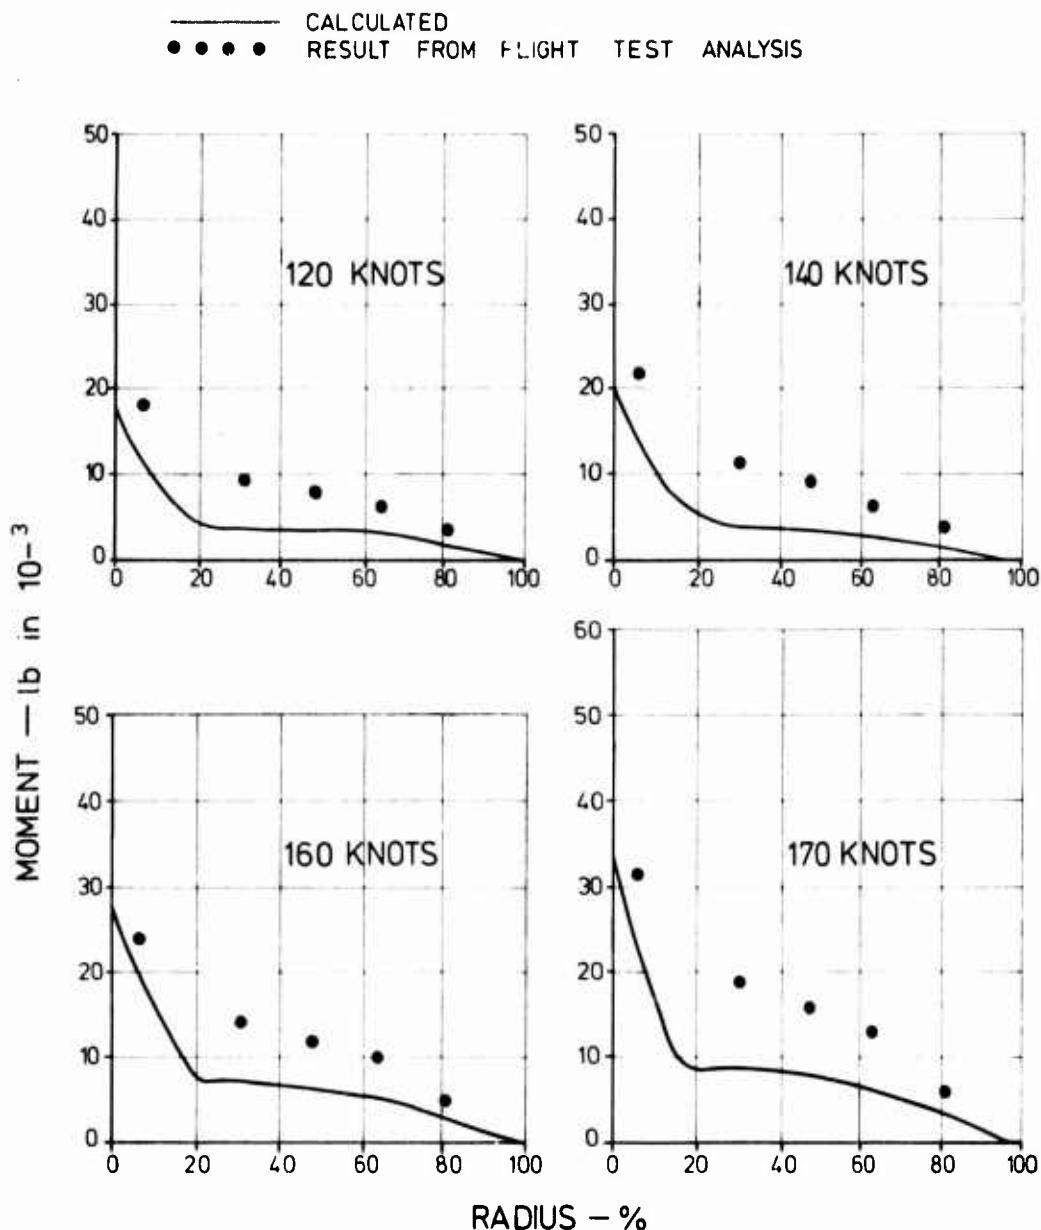 CALCULATED
RESULT FROM FLIGHT TEST ANALYSIS
50
40
30
20
10
0
0 20 40 60 80 100
120 KNOTS
50
40
30
20
10
0
0 20 40 60 80 100
140 KNOTS
50
40
30
20
10
0
0 20 40 60 80 100
160 KNOTS
60
50
40
30
20
10
0
0 20 40 60 80 100
170 KNOTS
MOMENT — lb in 10-3
RADIUS – %